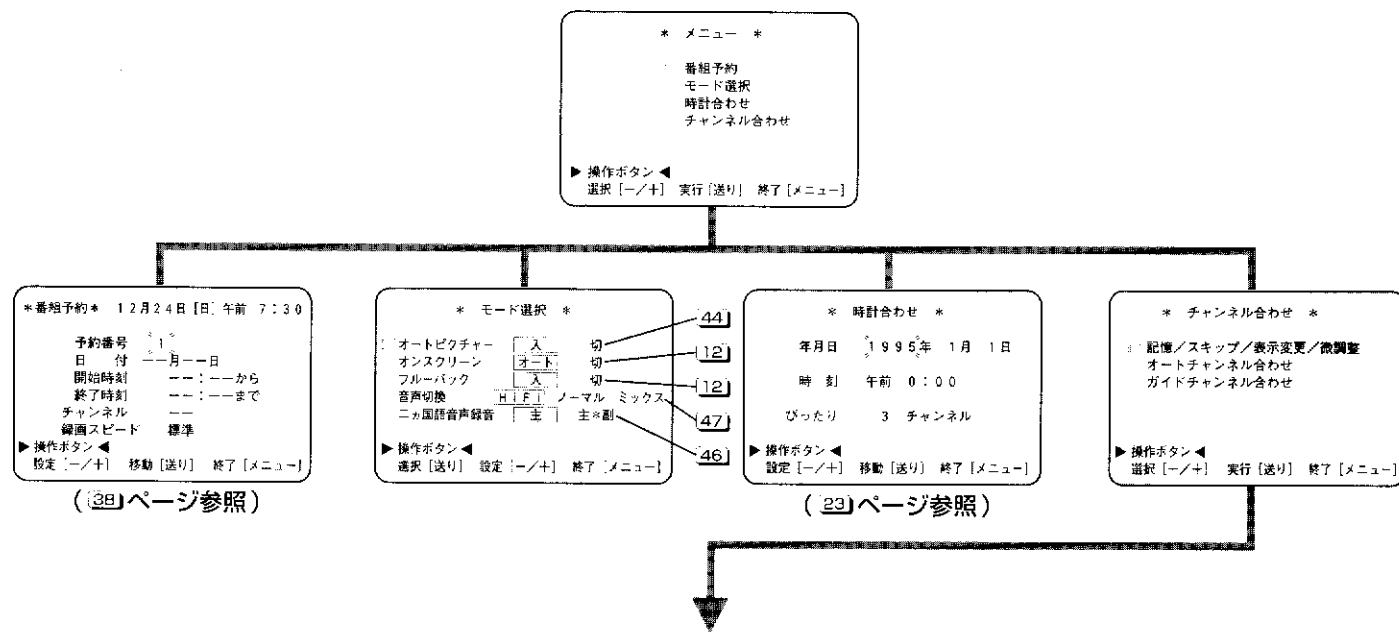 * メニュー *
番組予約
モード選択
時計合わせ
チャンネル合わせ
▶ 操作ボタン ◀
選択 [−/+] 実行 [送り] 終了 [メニュー]
*番組予約* 12月24日 [日] 午前 7:30
予約番号 1
日 付 −−月−−日
開始時刻 −−:−−から
終了時刻 −−:−−まで
チャンネル −−
録画スピード 標準
▶ 操作ボタン ◀
設定 [−/+] 移動 [送り] 終了 [メニュー]
(38ページ参照)
* モード選択 *
オートピクチャー 入 切
オンスクリーン オート 切
ブルーバック 入 切
音声切換 HiFi ノーマル ミックス
二ヵ国語音声録音 主 主*副
▶ 操作ボタン ◀
選択 [送り] 設定 [−/+] 終了 [メニュー]
44
12
12
47
46
* 時計合わせ *
年月日 1995年 1月 1日
時 刻 午前 0:00
ぴったり 3 チャンネル
▶ 操作ボタン ◀
設定 [−/+] 移動 [送り] 終了 [メニュー]
(23ページ参照)
* チャンネル合わせ *
記憶/スキップ/表示変更/微調整
オートチャンネル合わせ
ガイドチャンネル合わせ
▶ 操作ボタン ◀
選択 [−/+] 実行 [送り] 終了 [メニュー]